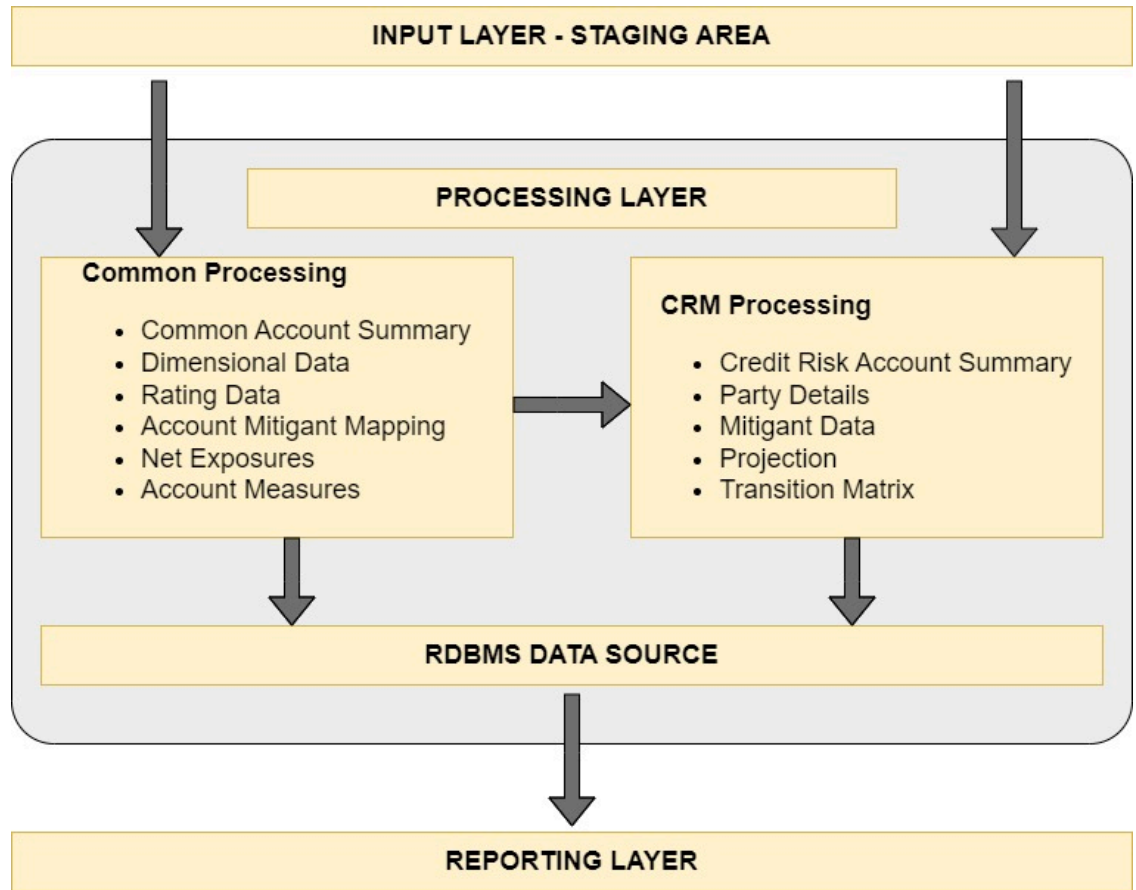 INPUT LAYER - STAGING AREA
PROCESSING LAYER
Common Processing
• Common Account Summary
• Dimensional Data
• Rating Data
• Account Mitigant Mapping
• Net Exposures
• Account Measures
CRM Processing
• Credit Risk Account Summary
• Party Details
• Mitigant Data
• Projection
• Transition Matrix
RDBMS DATA SOURCE
REPORTING LAYER